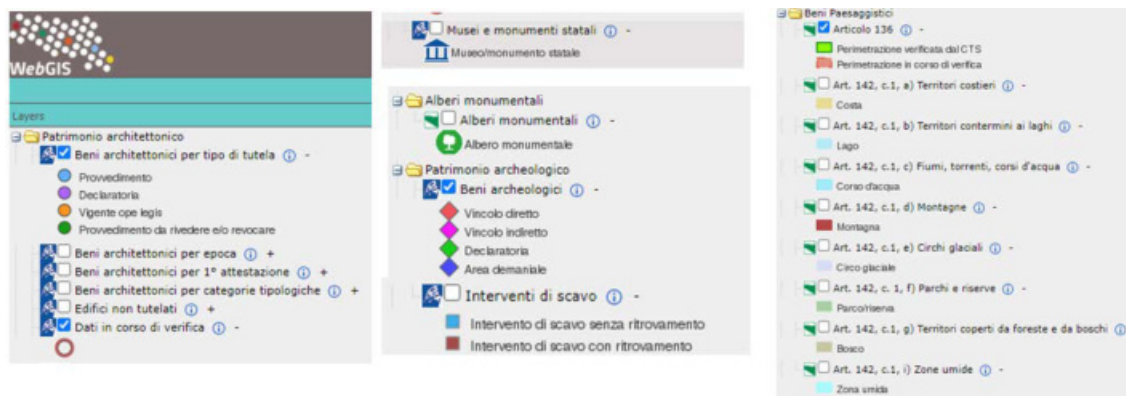 WebGIS
Layers
Patrimonio architettonico
Beni architettonici per tipo di tutela -
Provvedimento
Declaratoria
Vigente ope legis
Provvedimento da rivedere e/o revocare
Beni architettonici per epoca +
Beni architettonici per 1° attestazione +
Beni architettonici per categorie tipologiche +
Edifici non tutelati +
Dati in corso di verifica -
Musei e monumenti statali -
Museo/monumento statale
Alberi monumentali
Alberi monumentali -
Albero monumentale
Patrimonio archeologico
Beni archeologici -
Vincolo diretto
Vincolo indiretto
Declaratoria
Area demaniale
Interventi di scavo -
Intervento di scavo senza ritrovamento
Intervento di scavo con ritrovamento
Beni Paesaggistici
Articolo 136 -
Perimetrazione verificata dal CTS
Perimetrazione in corso di verifica
Art. 142, c.1, a) Territori costieri -
Costa
Art. 142, c.1, b) Territori contermini ai laghi -
Lago
Art. 142, c.1, c) Fiumi, torrenti, corsi d'acqua -
Corso d'acqua
Art. 142, c.1, d) Montagne -
Montagna
Art. 142, c.1, e) Circhi glaciali -
Circo glaciale
Art. 142, c. 1, f) Parchi e riserve -
Parco/riserva
Art. 142, c.1, g) Territori coperti da foreste e da boschi
Bosco
Art. 142, c.1, i) Zone umide -
Zona umida